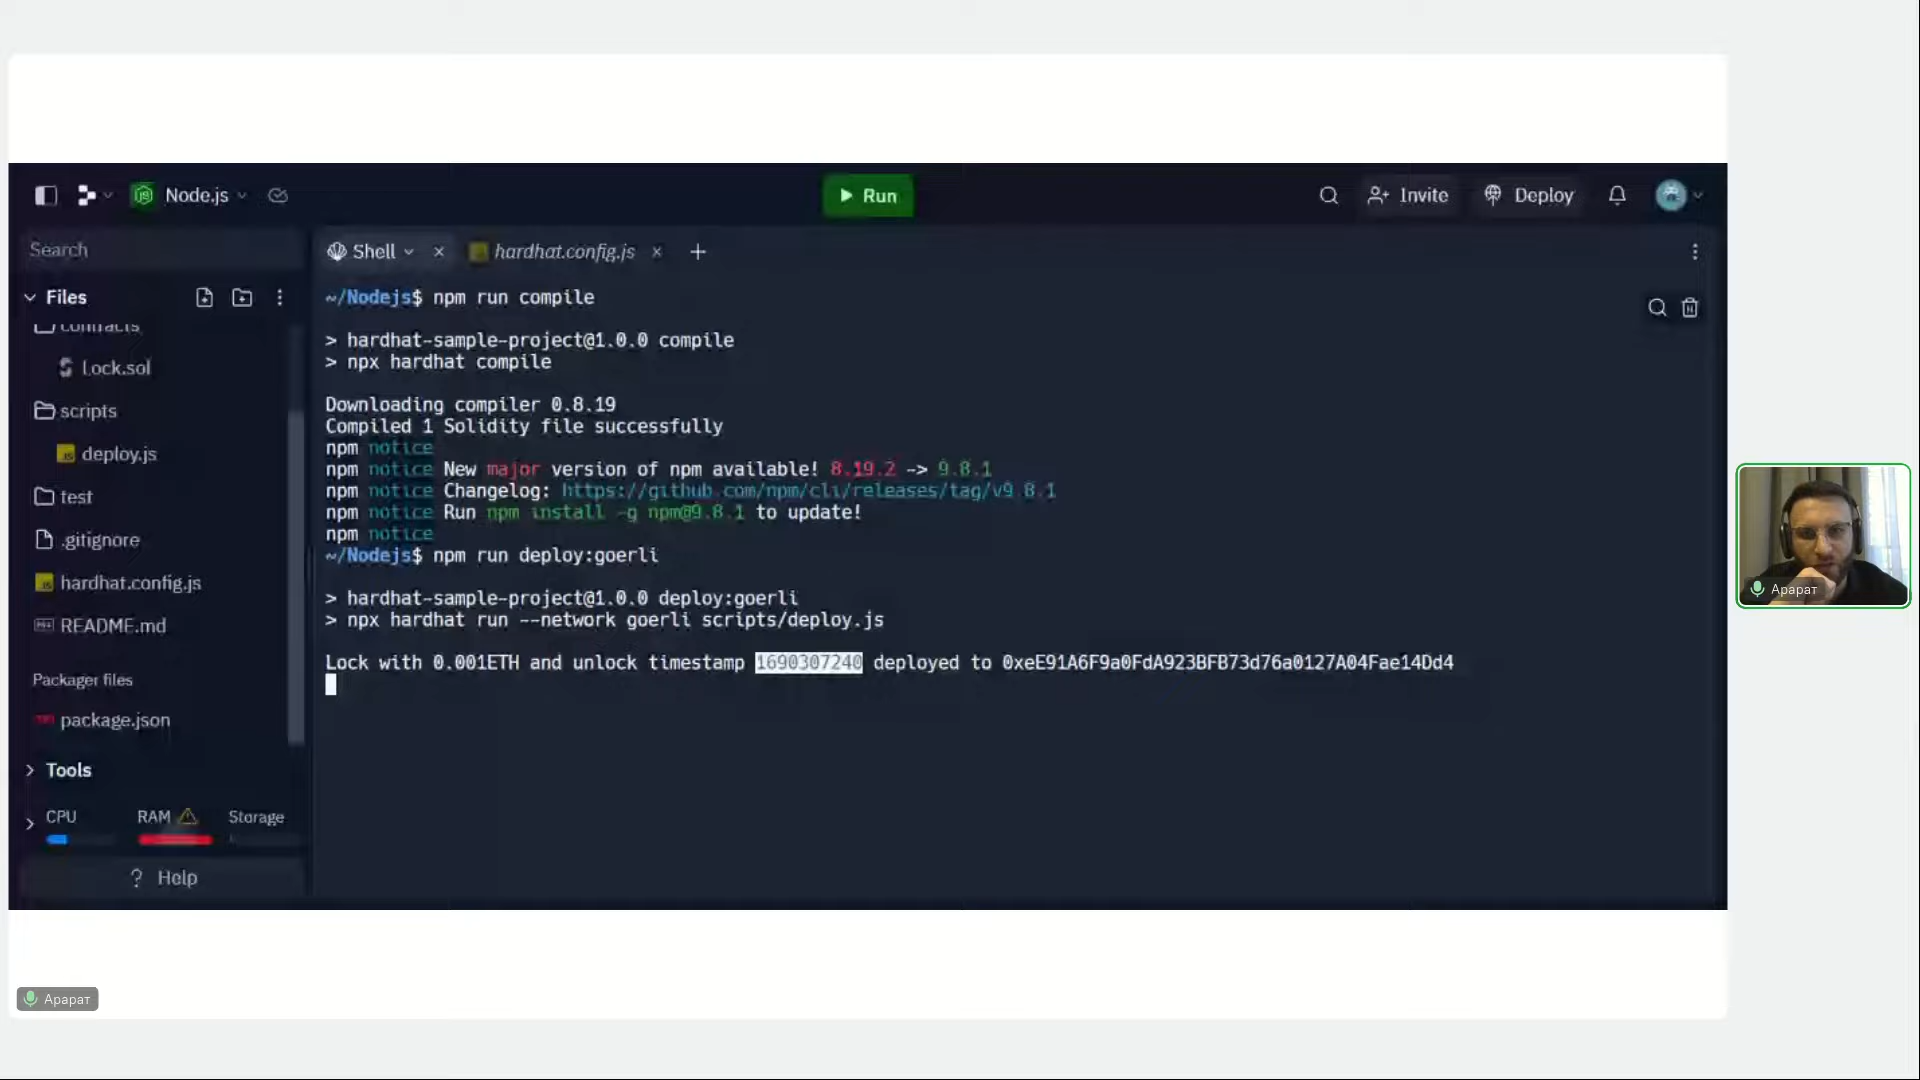 Node.js
Run
Invite
Deploy
Search
Shell
hardhat.config.js
Files
contracts
Lock.sol
scripts
deploy.js
test
.gitignore
hardhat.config.js
README.md
Packager files
package.json
Tools
CPU
RAM
Storage
? Help
~/Nodejs$ npm run compile
> hardhat-sample-project@1.0.0 compile
> npx hardhat compile
Downloading compiler 0.8.19
Compiled 1 Solidity file successfully
npm notice
npm notice New major version of npm available! 8.19.2 -> 9.8.1
npm notice Changelog: https://github.com/npm/cli/releases/tag/v9.8.1
npm notice Run npm install -g npm@9.8.1 to update!
npm notice
~/Nodejs$ npm run deploy:goerli
> hardhat-sample-project@1.0.0 deploy:goerli
> npx hardhat run --network goerli scripts/deploy.js
Lock with 0.001ETH and unlock timestamp 1690307240 deployed to 0xeE91A6F9a0FdA923BFB73d76a0127A04Fae14Dd4
Арарат
Арарат